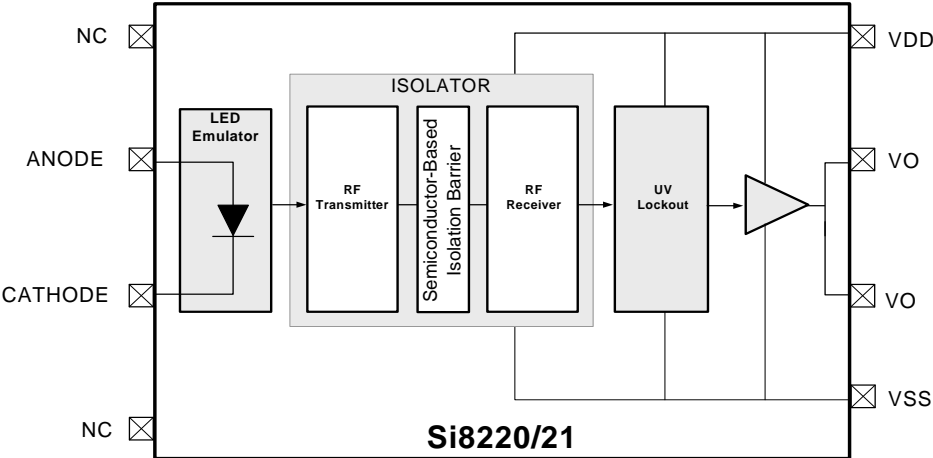 NC
VDD
ISOLATOR
LED
Emulator
ANODE
VO
RF
Transmitter
Semiconductor-Based
Isolation Barrier
RF
Receiver
UV
Lockout
CATHODE
VO
VSS
NC
Si8220/21